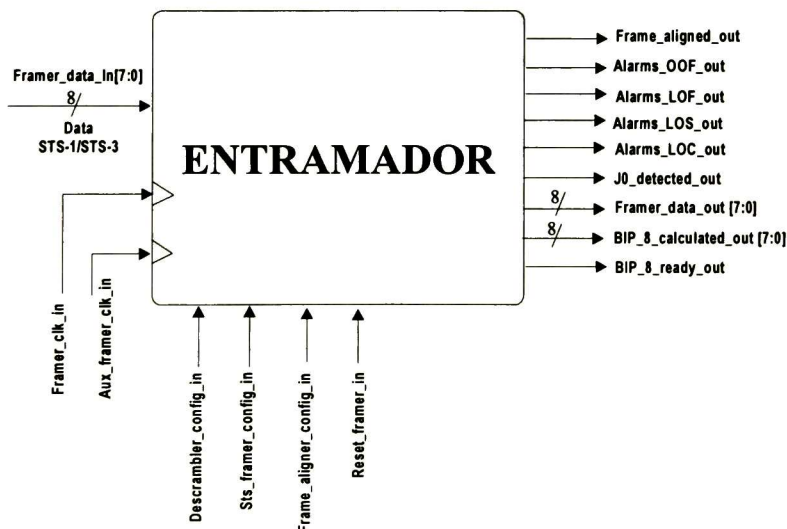 Framer_data_In[7:0]
8
Data
STS-1/STS-3
ENTRAMADOR
Frame_aligned_out
Alarms_OOF_out
Alarms_LOF_out
Alarms_LOS_out
Alarms_LOC_out
J0_detected_out
8
Framer_data_out [7:0]
8
BIP_8_calculated_out [7:0]
BIP_8_ready_out
Framer_clk_in
Aux_framer_clk_in
Descrambler_config_in
Sts_framer_config_in
Frame_aligner_config_in
Reset_framer_in